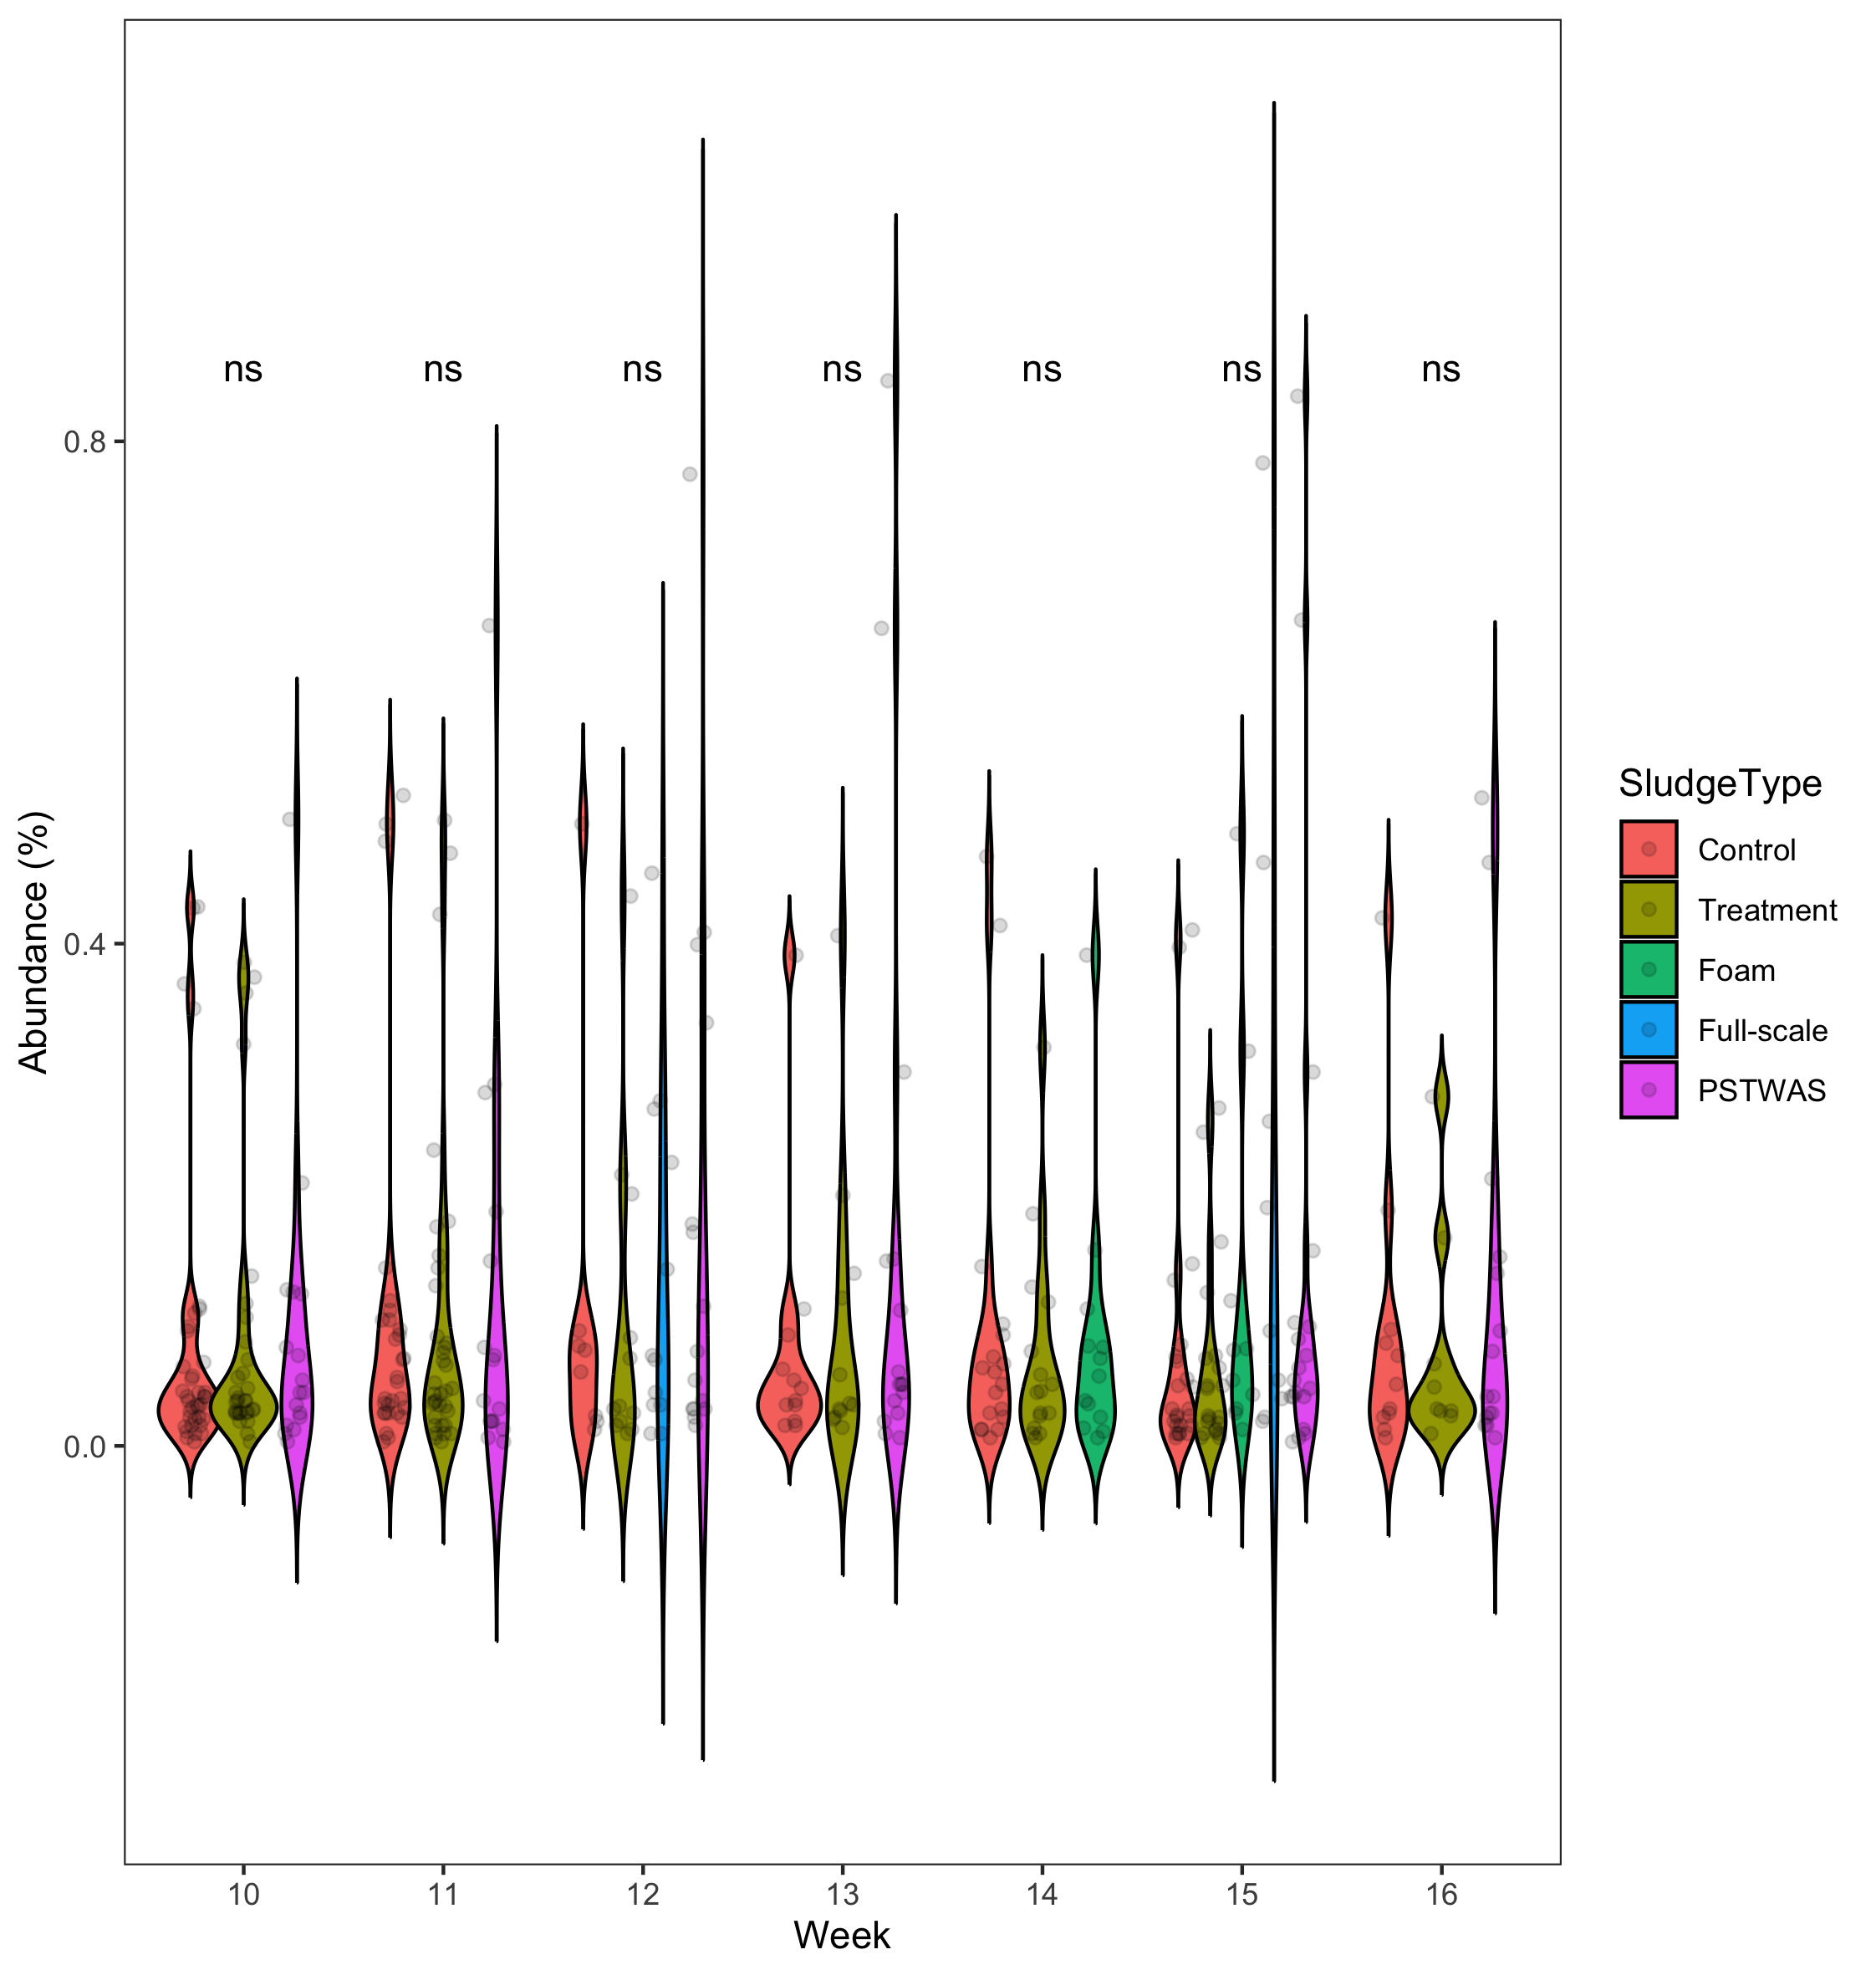 ns ns ns ns ns ns ns
0.8
0.4
0.0
Abundance (%)
10 11 12 13 14 15 16
Week
SludgeType
Control
Treatment
Foam
Full-scale
PSTWAS